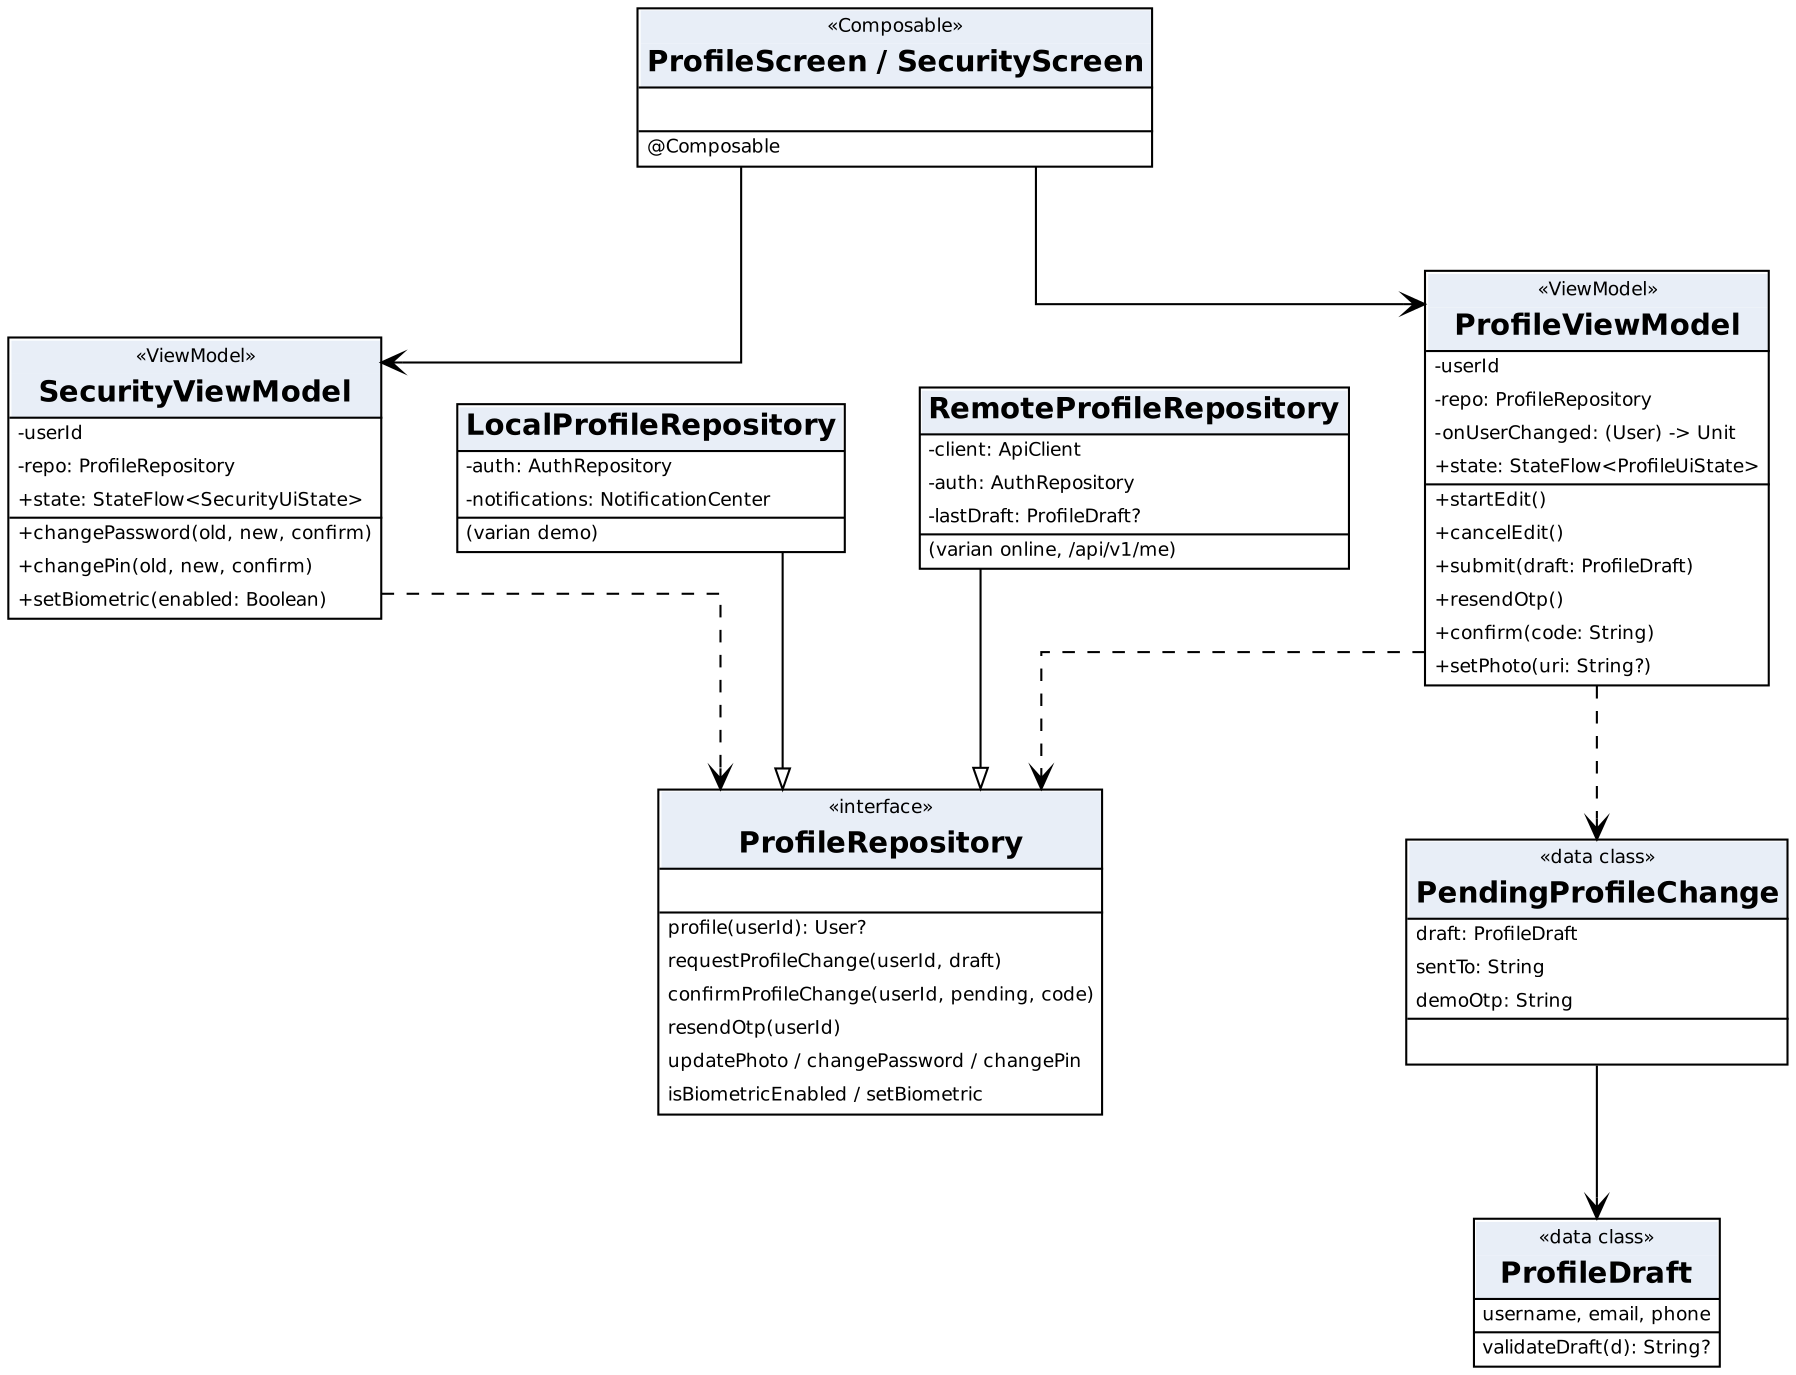 «Composable»
ProfileScreen / SecurityScreen
@Composable
«ViewModel»
SecurityViewModel
-userId
-repo: ProfileRepository
+state: StateFlow<SecurityUiState>
+changePassword(old, new, confirm)
+changePin(old, new, confirm)
+setBiometric(enabled: Boolean)
LocalProfileRepository
-auth: AuthRepository
-notifications: NotificationCenter
(varian demo)
RemoteProfileRepository
-client: ApiClient
-auth: AuthRepository
-lastDraft: ProfileDraft?
(varian online, /api/v1/me)
«ViewModel»
ProfileViewModel
-userId
-repo: ProfileRepository
-onUserChanged: (User) -> Unit
+state: StateFlow<ProfileUiState>
+startEdit()
+cancelEdit()
+submit(draft: ProfileDraft)
+resendOtp()
+confirm(code: String)
+setPhoto(uri: String?)
«interface»
ProfileRepository
profile(userId): User?
requestProfileChange(userId, draft)
confirmProfileChange(userId, pending, code)
resendOtp(userId)
updatePhoto / changePassword / changePin
isBiometricEnabled / setBiometric
«data class»
PendingProfileChange
draft: ProfileDraft
sentTo: String
demoOtp: String
«data class»
ProfileDraft
username, email, phone
validateDraft(d): String?